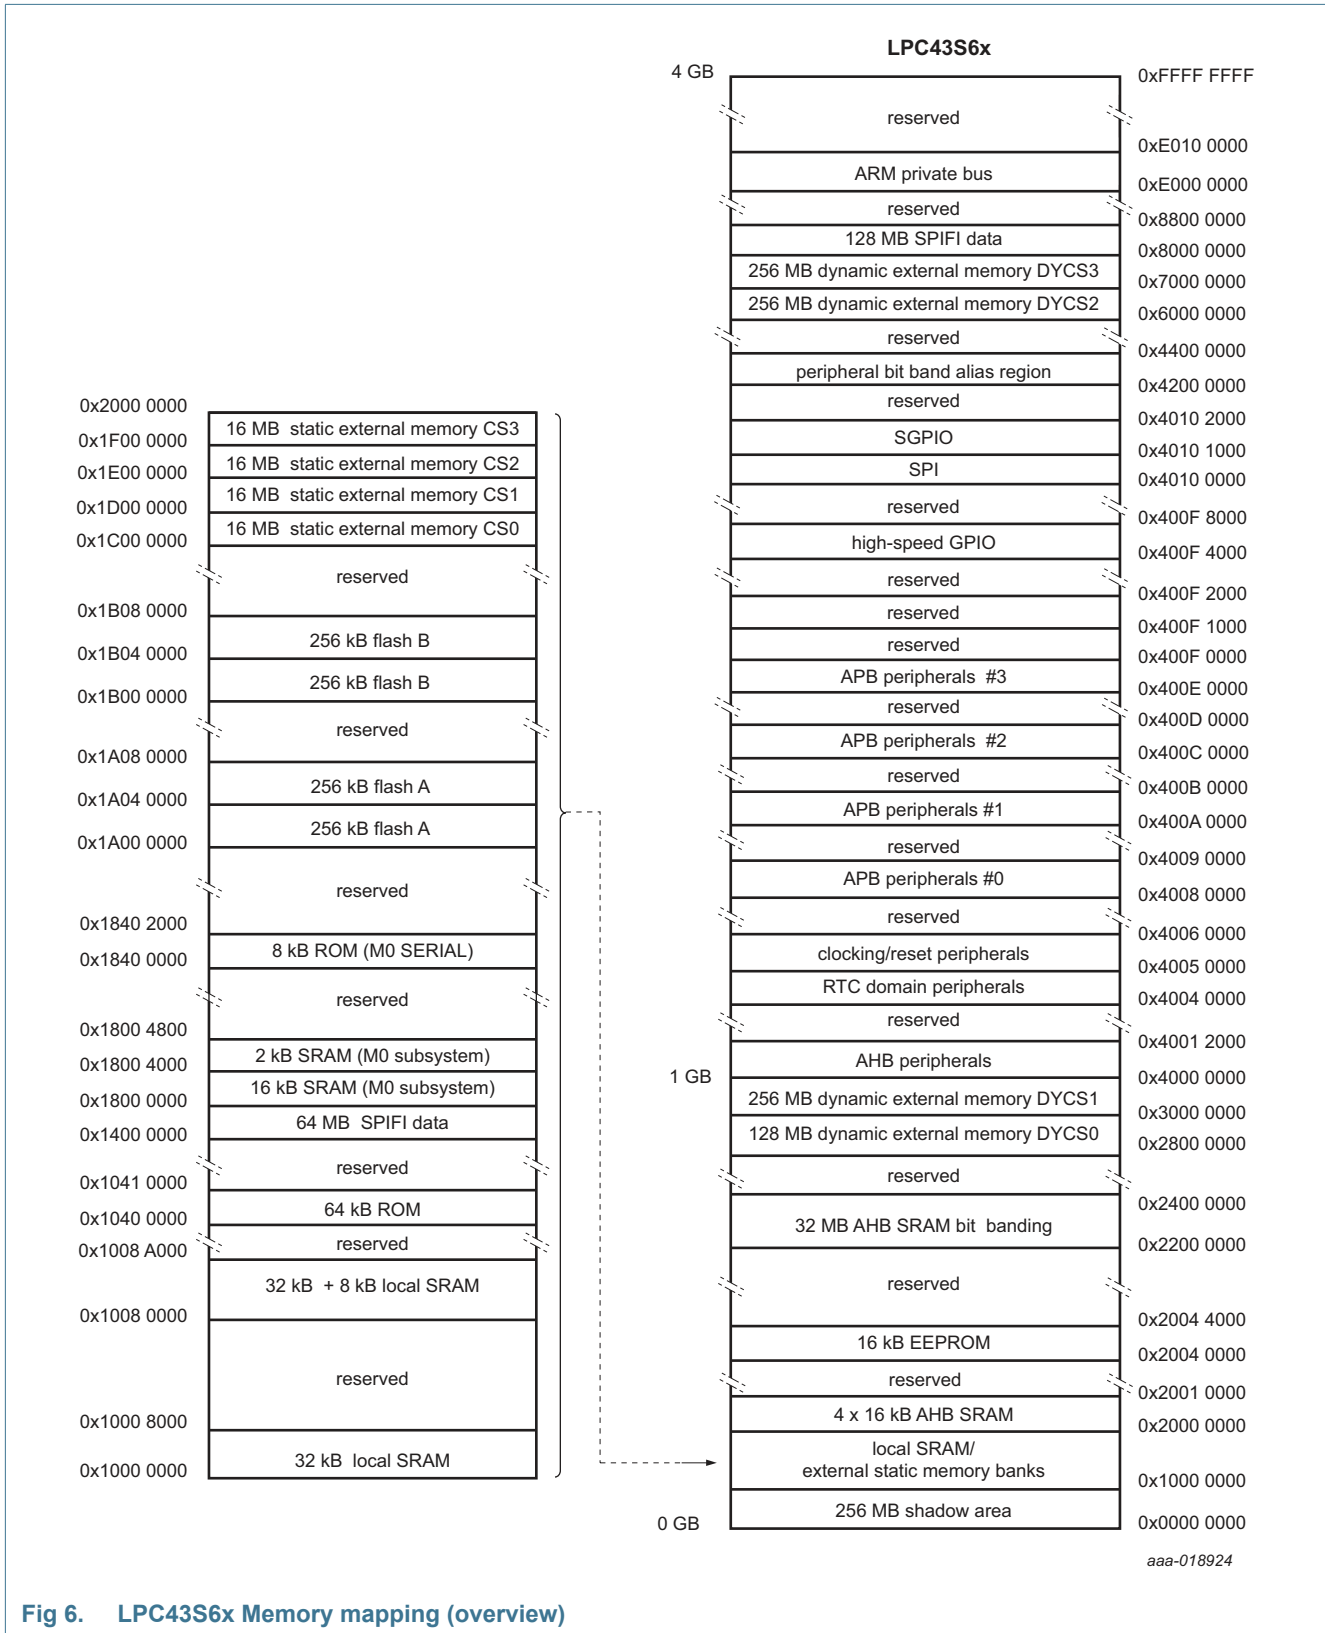 LPC43S6x
4 GB
0xFFFF FFFF
reserved
0xE010 0000
ARM private bus
0xE000 0000
reserved
0x8800 0000
128 MB SPIFI data
0x8000 0000
256 MB dynamic external memory DYCS3
0x7000 0000
256 MB dynamic external memory DYCS2
0x6000 0000
reserved
0x4400 0000
peripheral bit band alias region
0x4200 0000
reserved
0x4010 2000
SGPIO
0x4010 1000
SPI
0x4010 0000
reserved
0x400F 8000
high-speed GPIO
0x400F 4000
reserved
0x400F 2000
reserved
0x400F 1000
reserved
0x400F 0000
APB peripherals #3
0x400E 0000
reserved
0x400D 0000
APB peripherals #2
0x400C 0000
reserved
0x400B 0000
APB peripherals #1
0x400A 0000
reserved
0x4009 0000
APB peripherals #0
0x4008 0000
reserved
0x4006 0000
clocking/reset peripherals
0x4005 0000
RTC domain peripherals
0x4004 0000
reserved
0x4001 2000
AHB peripherals
1 GB
0x4000 0000
256 MB dynamic external memory DYCS1
0x3000 0000
128 MB dynamic external memory DYCS0
0x2800 0000
reserved
0x2400 0000
32 MB AHB SRAM bit banding
0x2200 0000
reserved
0x2004 4000
16 kB EEPROM
0x2004 0000
reserved
0x2001 0000
4 x 16 kB AHB SRAM
0x2000 0000
local SRAM/
external static memory banks
0x1000 0000
256 MB shadow area
0 GB
0x0000 0000
0x2000 0000
16 MB static external memory CS3
0x1F00 0000
16 MB static external memory CS2
0x1E00 0000
16 MB static external memory CS1
0x1D00 0000
16 MB static external memory CS0
0x1C00 0000
reserved
0x1B08 0000
256 kB flash B
0x1B04 0000
256 kB flash B
0x1B00 0000
reserved
0x1A08 0000
256 kB flash A
0x1A04 0000
256 kB flash A
0x1A00 0000
reserved
0x1840 2000
8 kB ROM (M0 SERIAL)
0x1840 0000
reserved
0x1800 4800
2 kB SRAM (M0 subsystem)
0x1800 4000
16 kB SRAM (M0 subsystem)
0x1800 0000
64 MB SPIFI data
0x1400 0000
reserved
0x1041 0000
64 kB ROM
0x1040 0000
reserved
0x1008 A000
32 kB + 8 kB local SRAM
0x1008 0000
reserved
0x1000 8000
32 kB local SRAM
0x1000 0000
aaa-018924
Fig 6. LPC43S6x Memory mapping (overview)